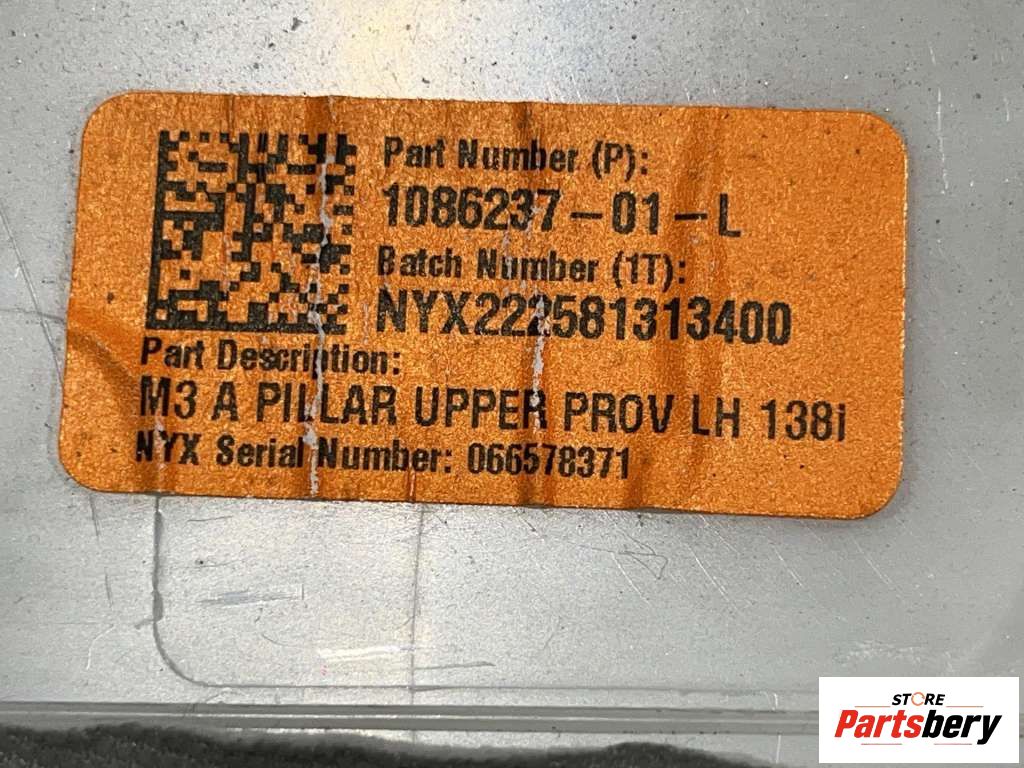 Part Number (P):
1086237-01-L
Batch Number (1T):
NYX222581313400
Part Description:
M3 A PILLAR UPPER PROV LH 138i
NYX Serial Number: 066578371
STORE
Partsbery